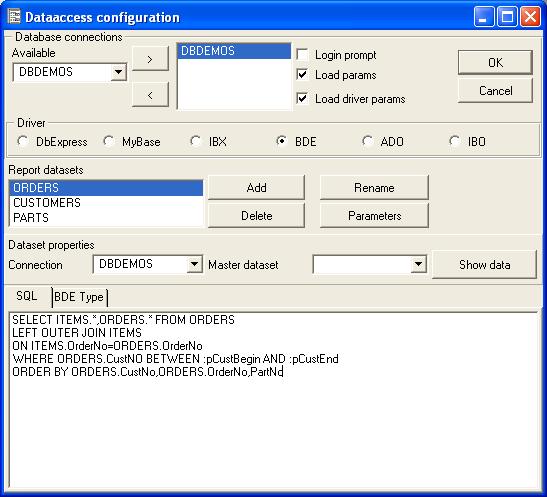 Dataaccess configuration
Database connections
Available
DBDEMOS
>
<
DBDEMOS
Login prompt
Load params
Load driver params
OK
Cancel
Driver
DbExpress MyBase IBX BDE ADO IBO
Report datasets
ORDERS
CUSTOMERS
PARTS
Add
Delete
Rename
Parameters
Dataset properties
Connection DBDEMOS Master dataset Show data
SQL BDE Type
SELECT ITEMS.*,ORDERS.* FROM ORDERS
LEFT OUTER JOIN ITEMS
ON ITEMS.OrderNo=ORDERS.OrderNo
WHERE ORDERS.CustNO BETWEEN :pCustBegin AND :pCustEnd
ORDER BY ORDERS.CustNo,ORDERS.OrderNo,PartNo